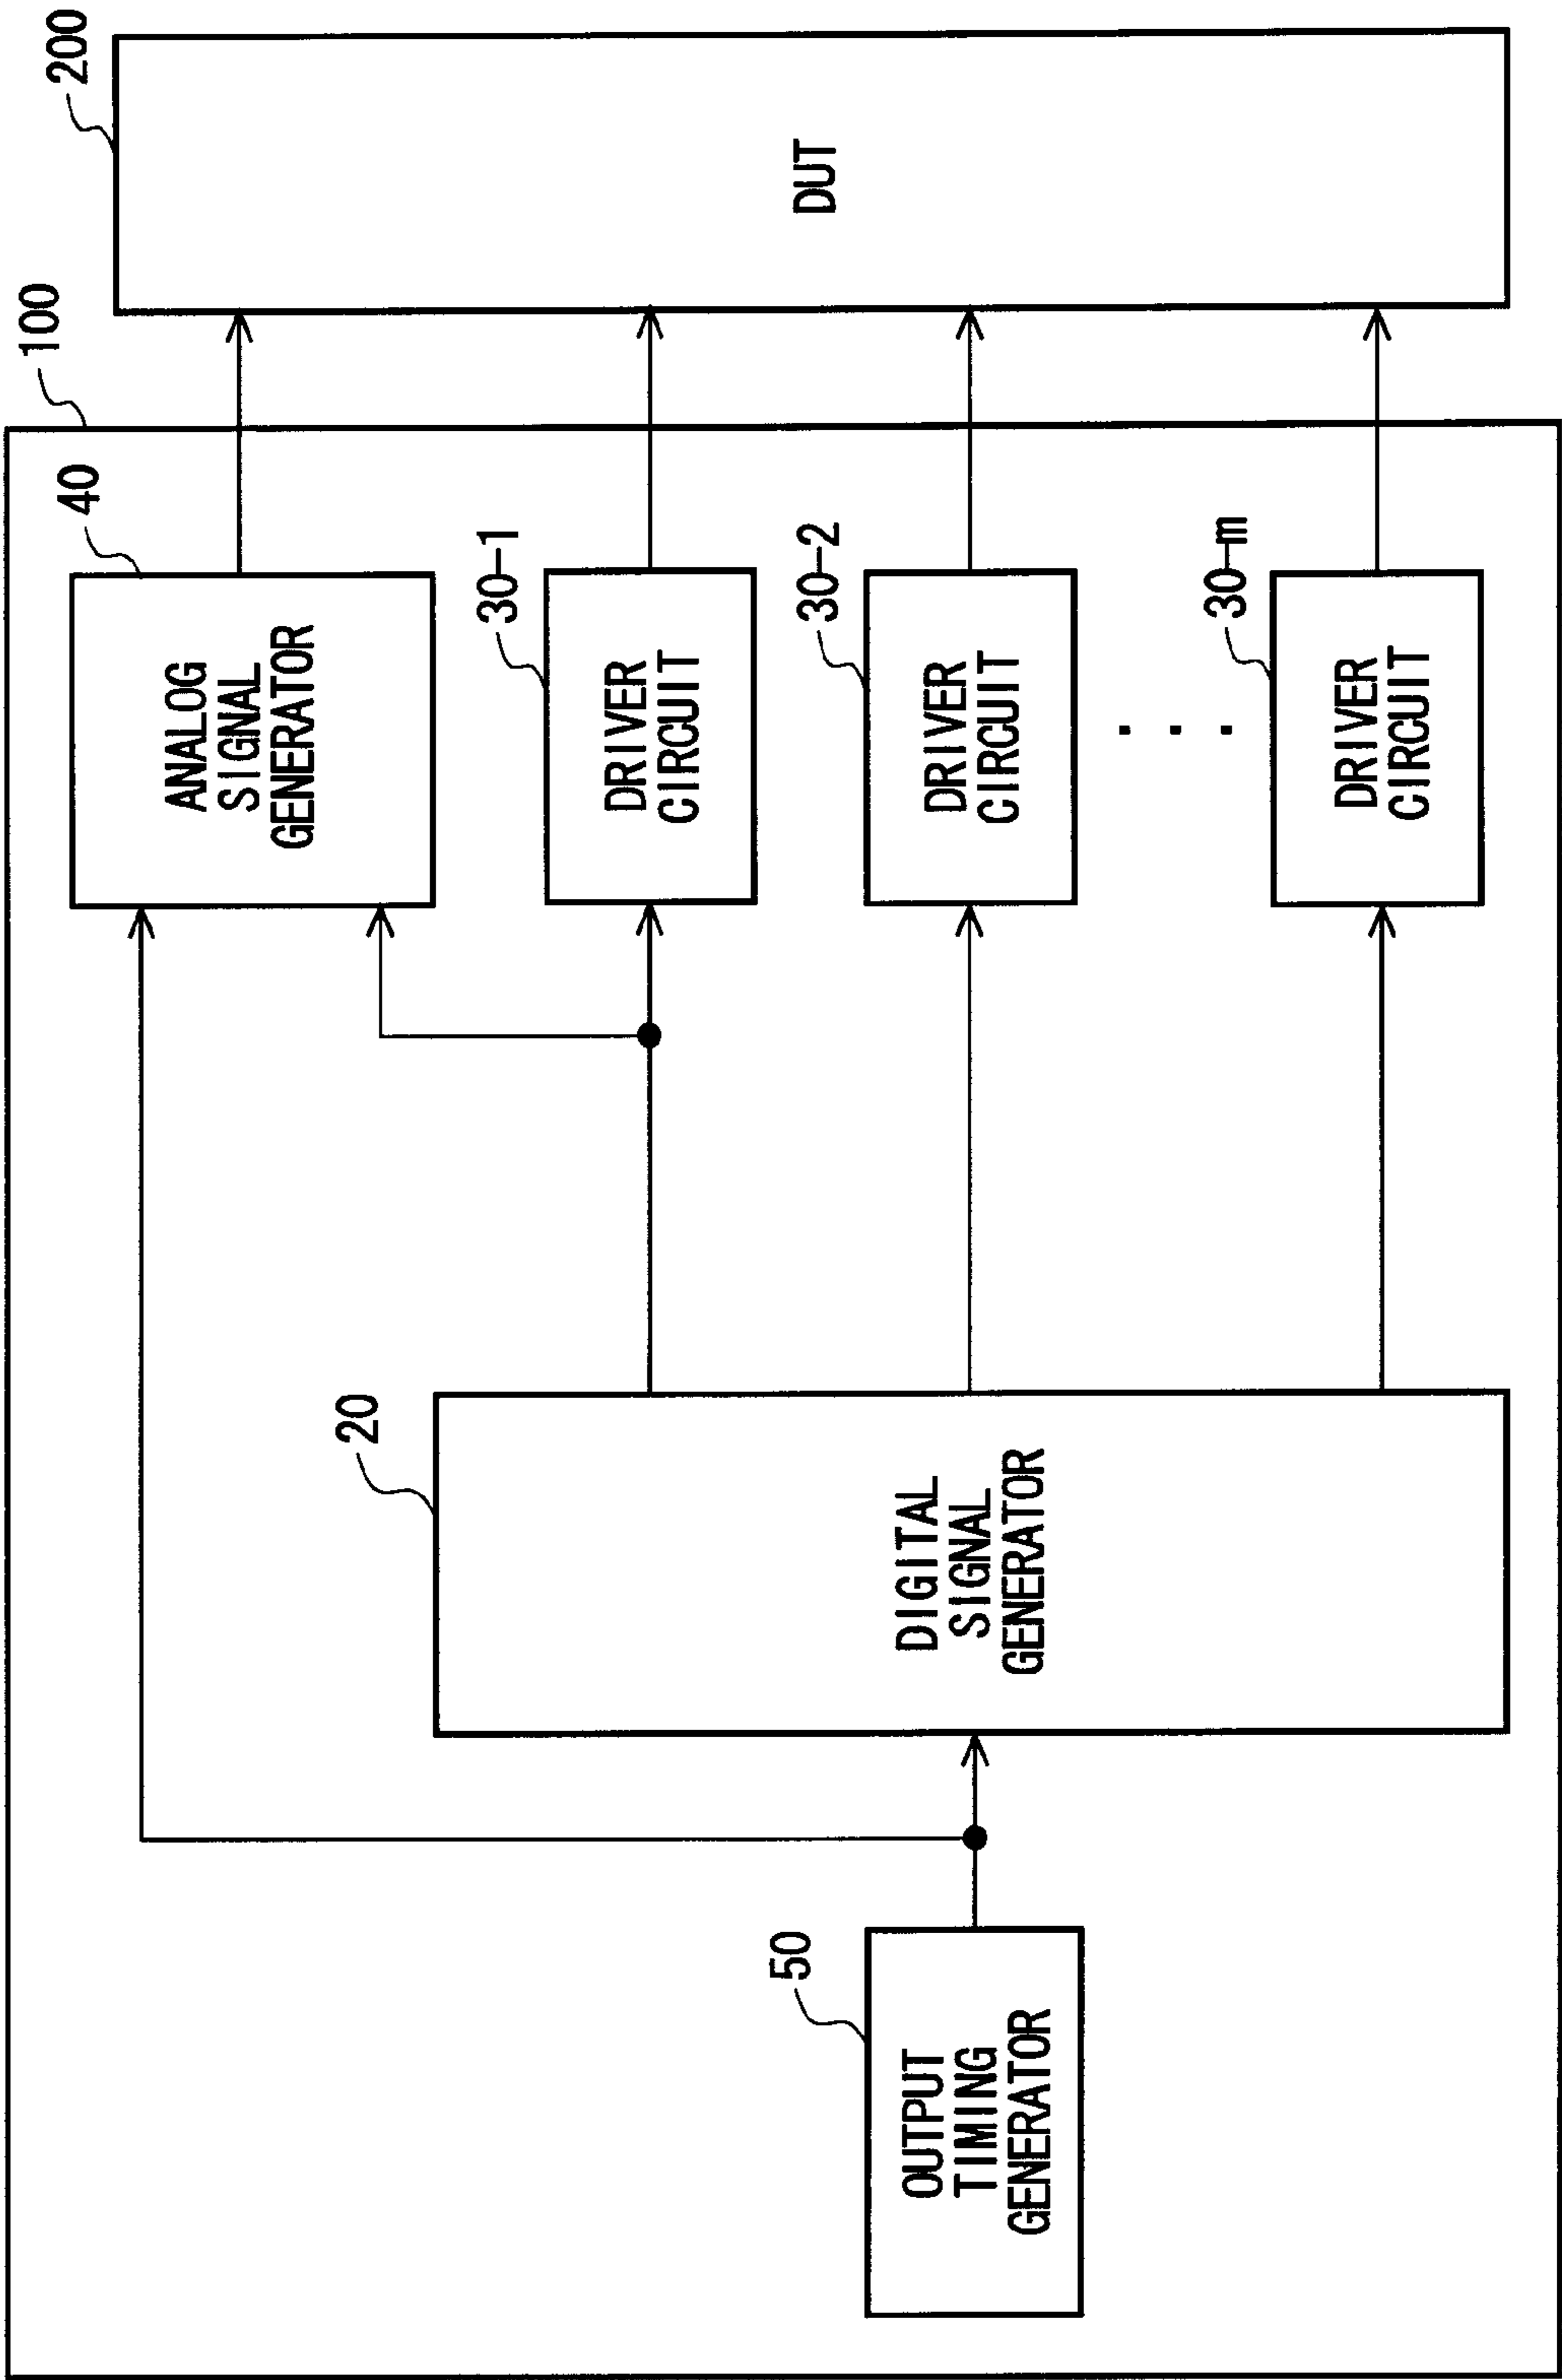 100
200
40
ANALOG
SIGNAL
GENERATOR
20
30-1
DRIVER
CIRCUIT
50
30-2
OUTPUT
TIMING
GENERATOR
DIGITAL
SIGNAL
GENERATOR
DRIVER
CIRCUIT
DUT
. . .
30-m
DRIVER
CIRCUIT